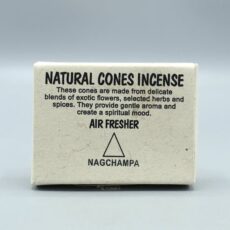 NATURAL CONES INCENSE
These cones are made from delicate
blends of exotic flowers, selected herbs and
spices. They provide gentle aroma and
create a spiritual mood.
AIR FRESHER
NAGCHAMPA